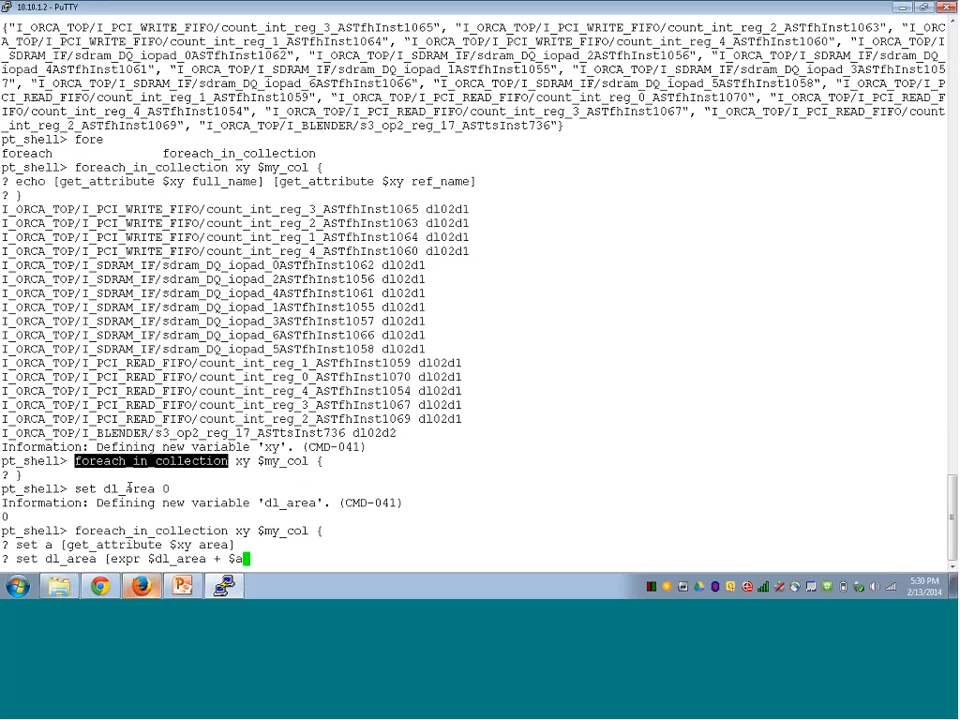 10.10.1.2 - PuTTY
{"I_ORCA_TOP/I_PCI_WRITE_FIFO/count_int_reg_3_ASTfhInst1065", "I_ORCA_TOP/I_PCI_WRITE_FIFO/count_int_reg_2_ASTfhInst1063", "I_ORC
A_TOP/I_PCI_WRITE_FIFO/count_int_reg_1_ASTfhInst1064", "I_ORCA_TOP/I_PCI_WRITE_FIFO/count_int_reg_4_ASTfhInst1060", "I_ORCA_TOP/I
_SDRAM_IF/sdram_DQ_iopad_0ASTfhInst1062", "I_ORCA_TOP/I_SDRAM_IF/sdram_DQ_iopad_2ASTfhInst1056", "I_ORCA_TOP/I_SDRAM_IF/sdram_DQ_
iopad_4ASTfhInst1061", "I_ORCA_TOP/I_SDRAM_IF/sdram_DQ_iopad_1ASTfhInst1055", "I_ORCA_TOP/I_SDRAM_IF/sdram_DQ_iopad_3ASTfhInst105
7", "I_ORCA_TOP/I_SDRAM_IF/sdram_DQ_iopad_6ASTfhInst1066", "I_ORCA_TOP/I_SDRAM_IF/sdram_DQ_iopad_5ASTfhInst1058", "I_ORCA_TOP/I_P
CI_READ_FIFO/count_int_reg_1_ASTfhInst1059", "I_ORCA_TOP/I_PCI_READ_FIFO/count_int_reg_0_ASTfhInst1070", "I_ORCA_TOP/I_PCI_READ_F
IFO/count_int_reg_4_ASTfhInst1054", "I_ORCA_TOP/I_PCI_READ_FIFO/count_int_reg_3_ASTfhInst1067", "I_ORCA_TOP/I_PCI_READ_FIFO/count
_int_reg_2_ASTfhInst1069", "I_ORCA_TOP/I_BLENDER/s3_op2_reg_17_ASTtsInst736"}
pt_shell> fore
foreach foreach_in_collection
pt_shell> foreach_in_collection xy $my_col {
? echo [get_attribute $xy full_name] [get_attribute $xy ref_name]
? }
I_ORCA_TOP/I_PCI_WRITE_FIFO/count_int_reg_3_ASTfhInst1065 dl02d1
I_ORCA_TOP/I_PCI_WRITE_FIFO/count_int_reg_2_ASTfhInst1063 dl02d1
I_ORCA_TOP/I_PCI_WRITE_FIFO/count_int_reg_1_ASTfhInst1064 dl02d1
I_ORCA_TOP/I_PCI_WRITE_FIFO/count_int_reg_4_ASTfhInst1060 dl02d1
I_ORCA_TOP/I_SDRAM_IF/sdram_DQ_iopad_0ASTfhInst1062 dl02d1
I_ORCA_TOP/I_SDRAM_IF/sdram_DQ_iopad_2ASTfhInst1056 dl02d1
I_ORCA_TOP/I_SDRAM_IF/sdram_DQ_iopad_4ASTfhInst1061 dl02d1
I_ORCA_TOP/I_SDRAM_IF/sdram_DQ_iopad_1ASTfhInst1055 dl02d1
I_ORCA_TOP/I_SDRAM_IF/sdram_DQ_iopad_3ASTfhInst1057 dl02d1
I_ORCA_TOP/I_SDRAM_IF/sdram_DQ_iopad_6ASTfhInst1066 dl02d1
I_ORCA_TOP/I_SDRAM_IF/sdram_DQ_iopad_5ASTfhInst1058 dl02d1
I_ORCA_TOP/I_PCI_READ_FIFO/count_int_reg_1_ASTfhInst1059 dl02d1
I_ORCA_TOP/I_PCI_READ_FIFO/count_int_reg_0_ASTfhInst1070 dl02d1
I_ORCA_TOP/I_PCI_READ_FIFO/count_int_reg_4_ASTfhInst1054 dl02d1
I_ORCA_TOP/I_PCI_READ_FIFO/count_int_reg_3_ASTfhInst1067 dl02d1
I_ORCA_TOP/I_PCI_READ_FIFO/count_int_reg_2_ASTfhInst1069 dl02d1
I_ORCA_TOP/I_BLENDER/s3_op2_reg_17_ASTtsInst736 dl02d2
Information: Defining new variable 'xy'. (CMD-041)
pt_shell> foreach_in_collection xy $my_col {
? }
pt_shell> set dl_area 0
Information: Defining new variable 'dl_area'. (CMD-041)
0
pt_shell> foreach_in_collection xy $my_col {
? set a [get_attribute $xy area]
? set dl_area [expr $dl_area + $a
5:30 PM
2/13/2014